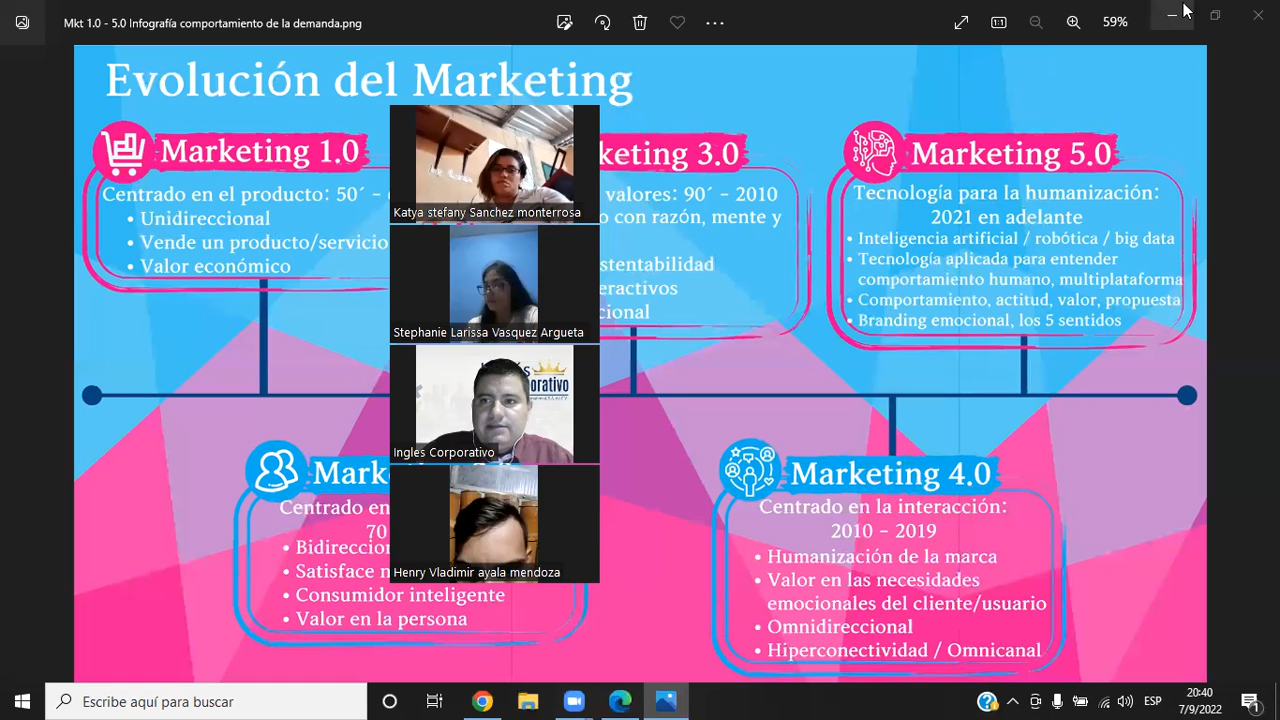 Mkt 1.0 - 5.0 Infografía comportamiento de la demanda.png
59%
Evolución del Marketing
Marketing 1.0
Centrado en el producto: 50´ -
• Unidireccional
• Vende un producto/servicio
• Valor económico
keting 3.0
valores: 90´ - 2010
o con razón, mente y
stentabilidad
eractivos
cional
Marketing 5.0
Tecnología para la humanización:
2021 en adelante
• Inteligencia artificial / robótica / big data
• Tecnología aplicada para entender
comportamiento humano, multiplataforma
• Comportamiento, actitud, valor, propuesta
• Branding emocional, los 5 sentidos
Katya stefany Sanchez monterrosa
Stephanie Larissa Vasquez Argueta
orativo
Ingles Corporativo
Henry Vladimir ayala mendoza
Mark
Centrado en
70
• Bidireccion
• Satisface n
• Consumidor inteligente
• Valor en la persona
Marketing 4.0
Centrado en la interacción:
2010 - 2019
• Humanización de la marca
• Valor en las necesidades
emocionales del cliente/usuario
• Omnidireccional
• Hiperconectividad / Omnicanal
Escribe aquí para buscar
ESP
20:40
7/9/2022